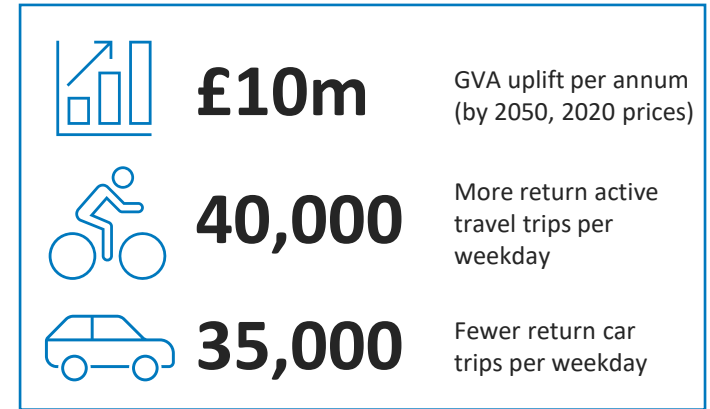 £10m
GVA uplift per annum
(by 2050, 2020 prices)
40,000
More return active
travel trips per
weekday
35,000
Fewer return car
trips per weekday